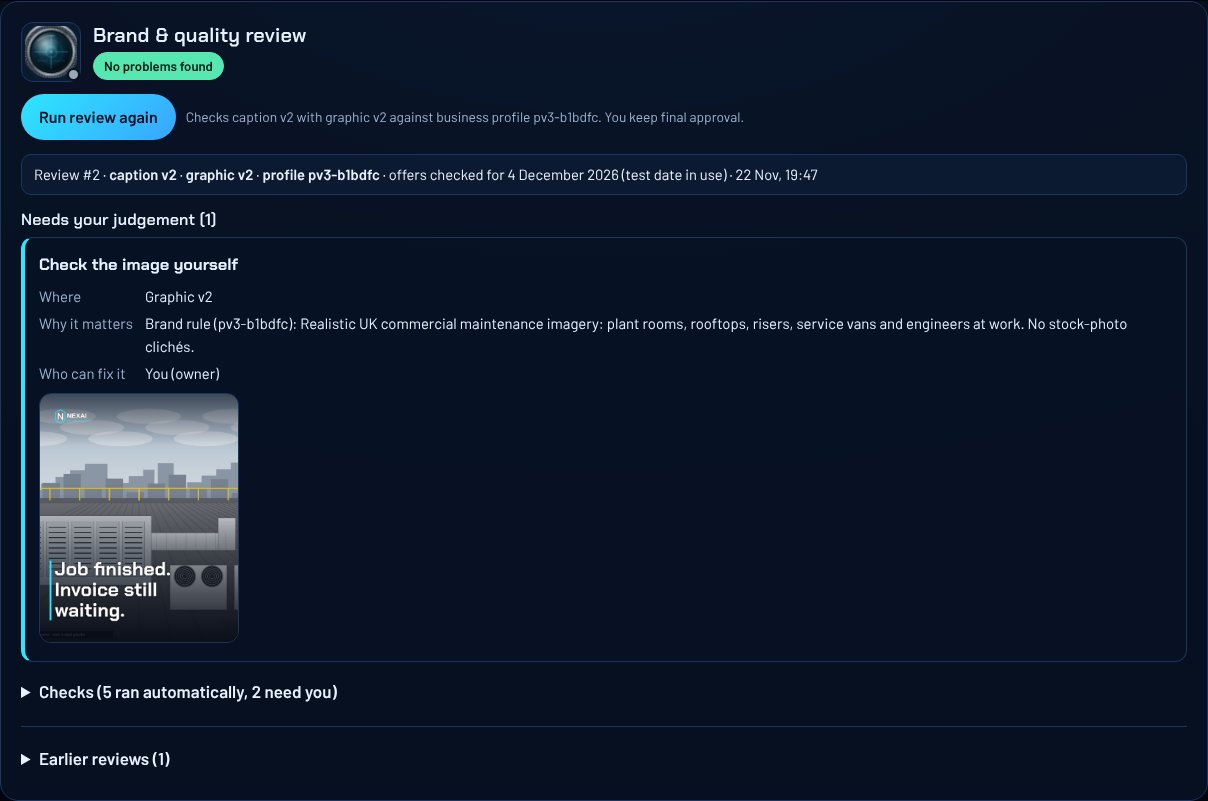 Brand & quality review
No problems found
Run review again
Checks caption v2 with graphic v2 against business profile pv3-b1bdfc. You keep final approval.
Review #2 · caption v2 · graphic v2 · profile pv3-b1bdfc · offers checked for 4 December 2026 (test date in use) · 22 Nov, 19:47
Needs your judgement (1)
Check the image yourself
Where Graphic v2
Why it matters Brand rule (pv3-b1bdfc): Realistic UK commercial maintenance imagery: plant rooms, rooftops, risers, service vans and engineers at work. No stock-photo
clichés.
Who can fix it You (owner)
N NEXAI
Job finished.
Invoice still
waiting.
Checks (5 ran automatically, 2 need you)
Earlier reviews (1)